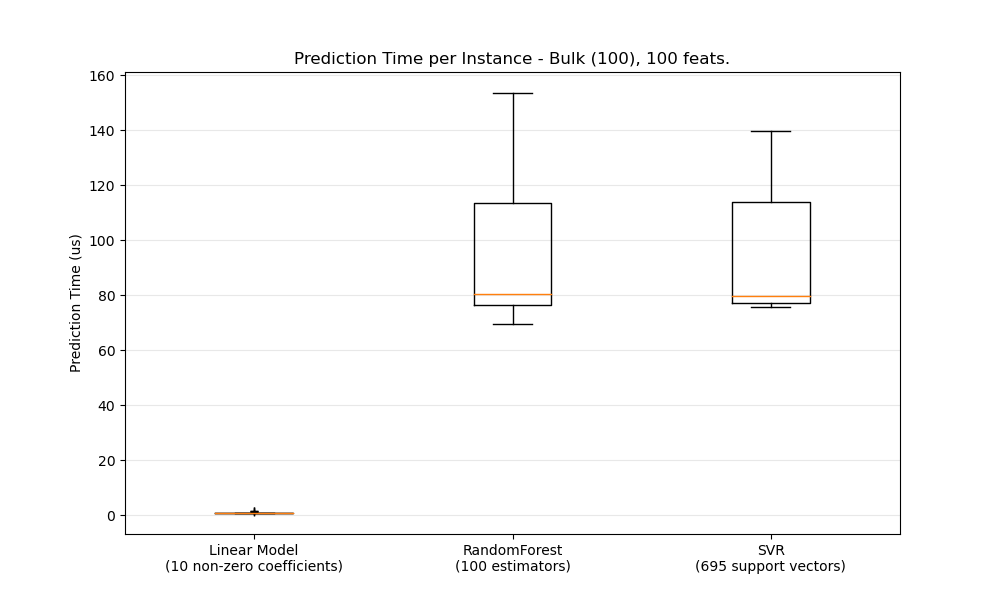 Prediction Time per Instance - Bulk (100), 100 feats.
Prediction Time (us)
160
140
120
100
80
60
40
20
0
Linear Model
(10 non-zero coefficients)
RandomForest
(100 estimators)
SVR
(695 support vectors)